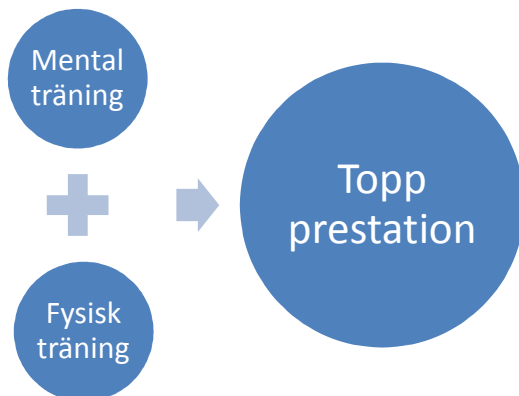 Mental
träning
Fysisk
träning
Topp
prestation